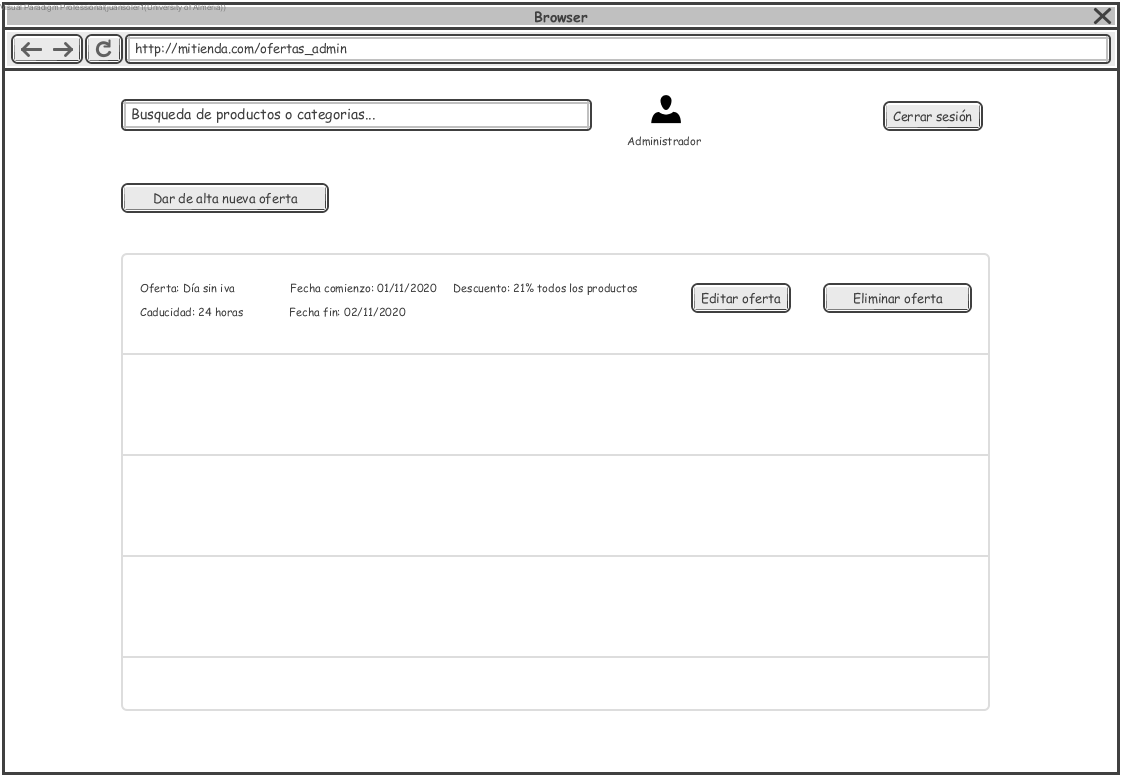 Visual Paradigm Professional(juansoler1(University of Almeria))
Browser
http://mitienda.com/ofertas_admin
Busqueda de productos o categorias...
Administrador
Cerrar sesión
Dar de alta nueva oferta
Oferta: Día sin iva
Fecha comienzo: 01/11/2020
Descuento: 21% todos los productos
Editar oferta
Eliminar oferta
Caducidad: 24 horas
Fecha fin: 02/11/2020